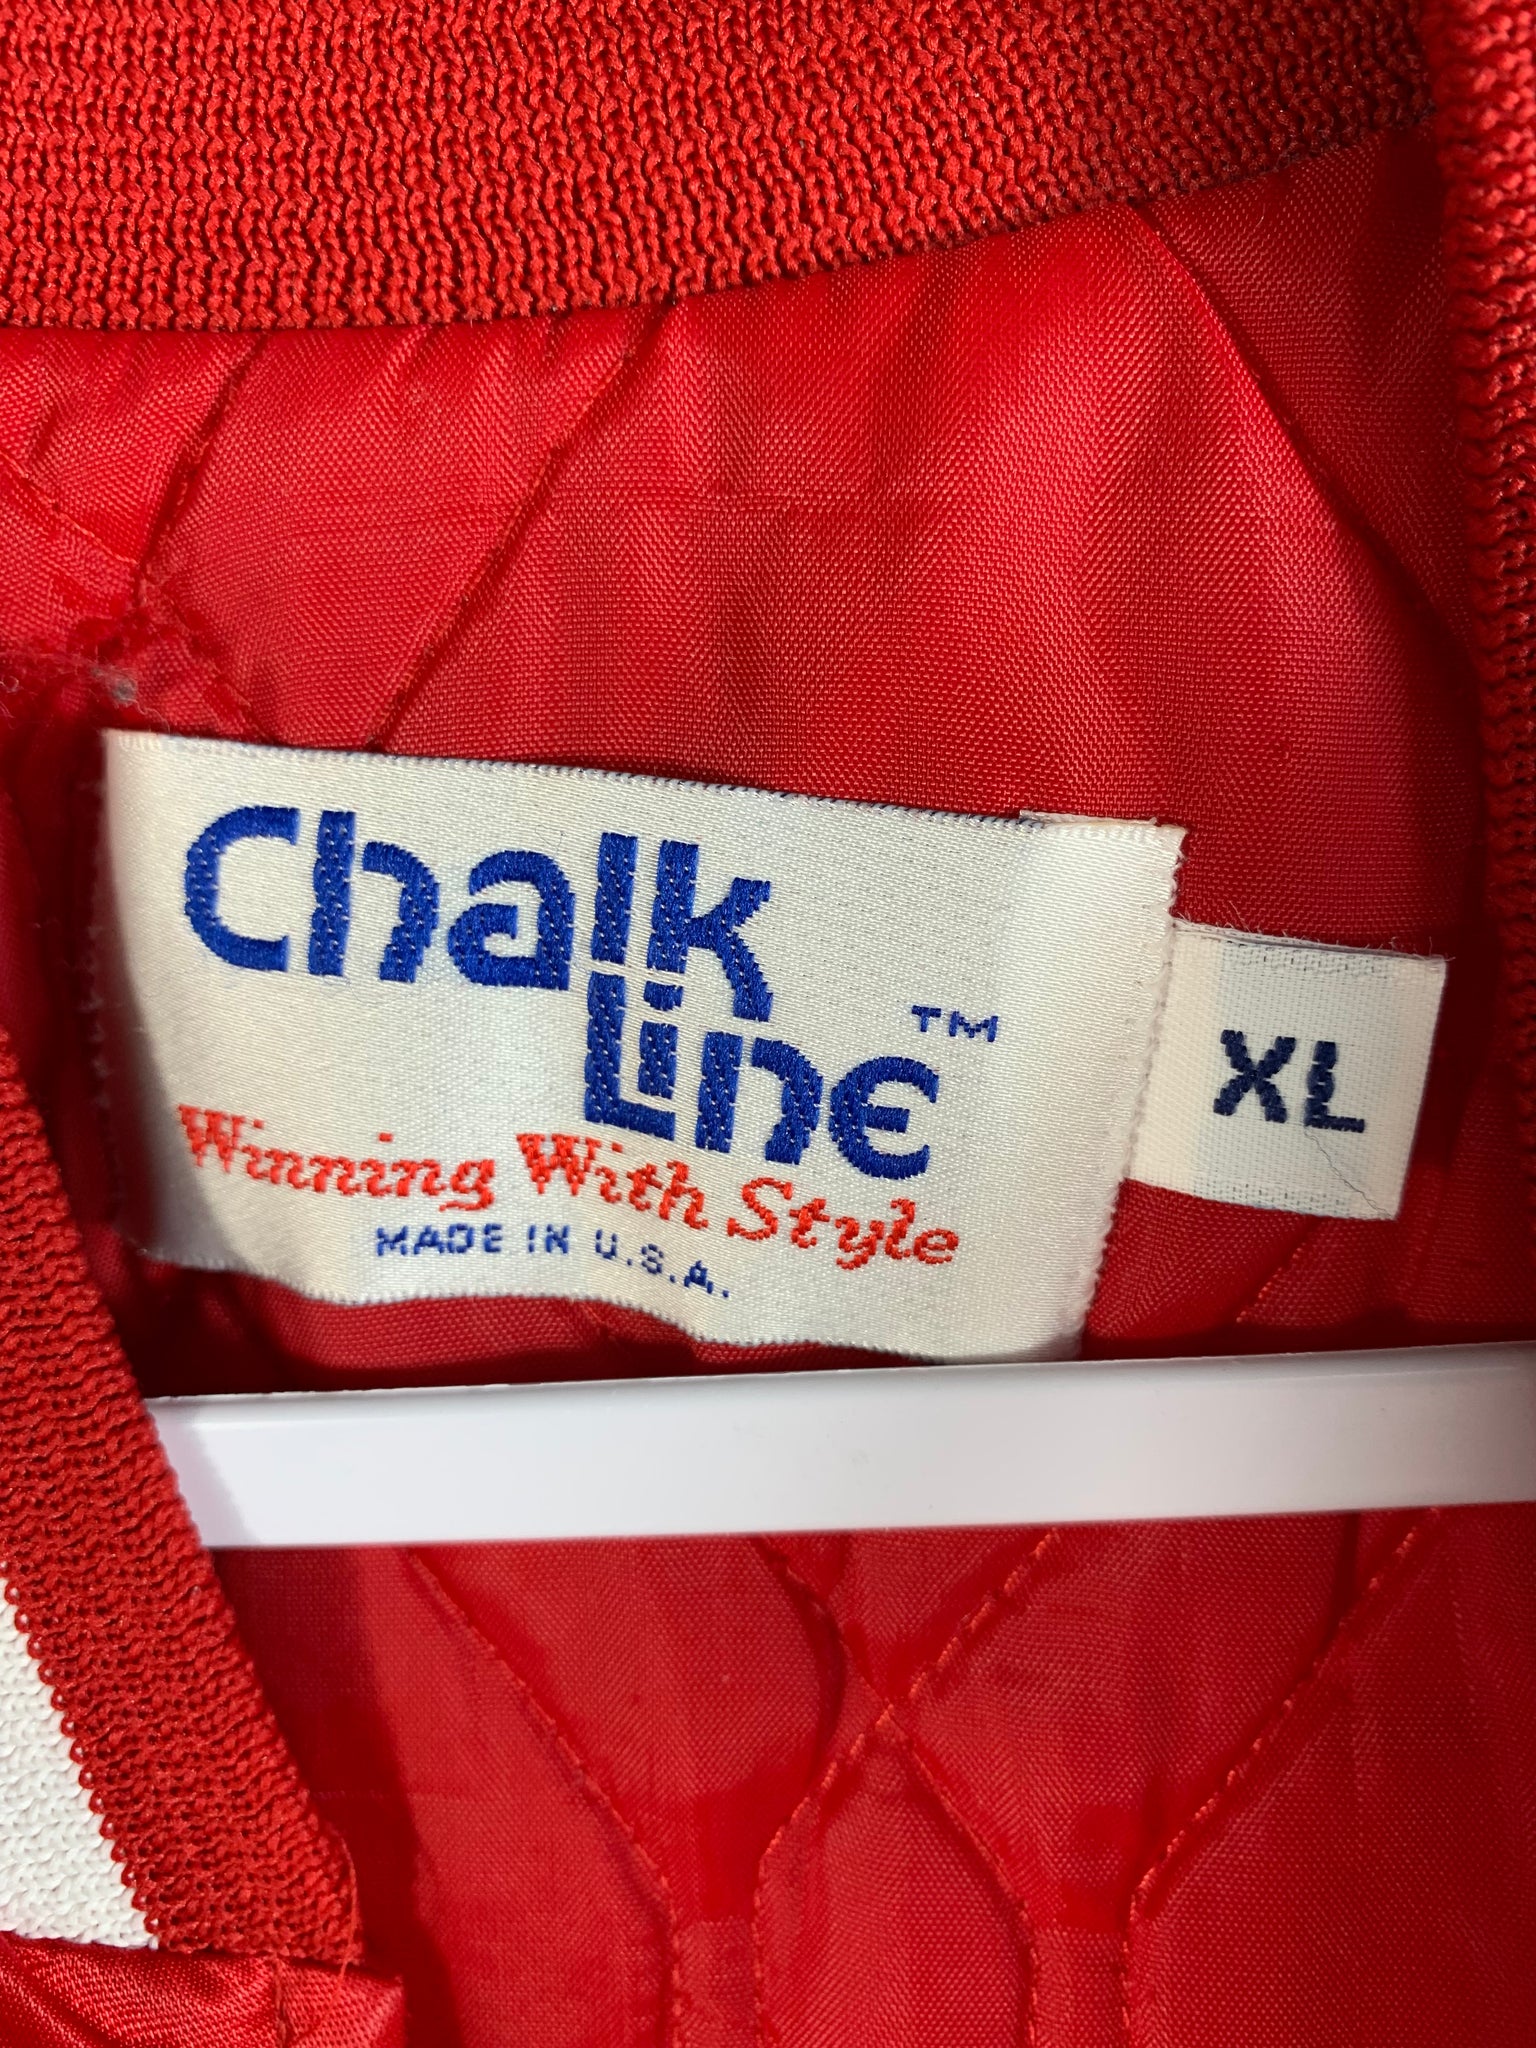 Chalk
Line™
Winning With Style
MADE IN U.S.A.
XL